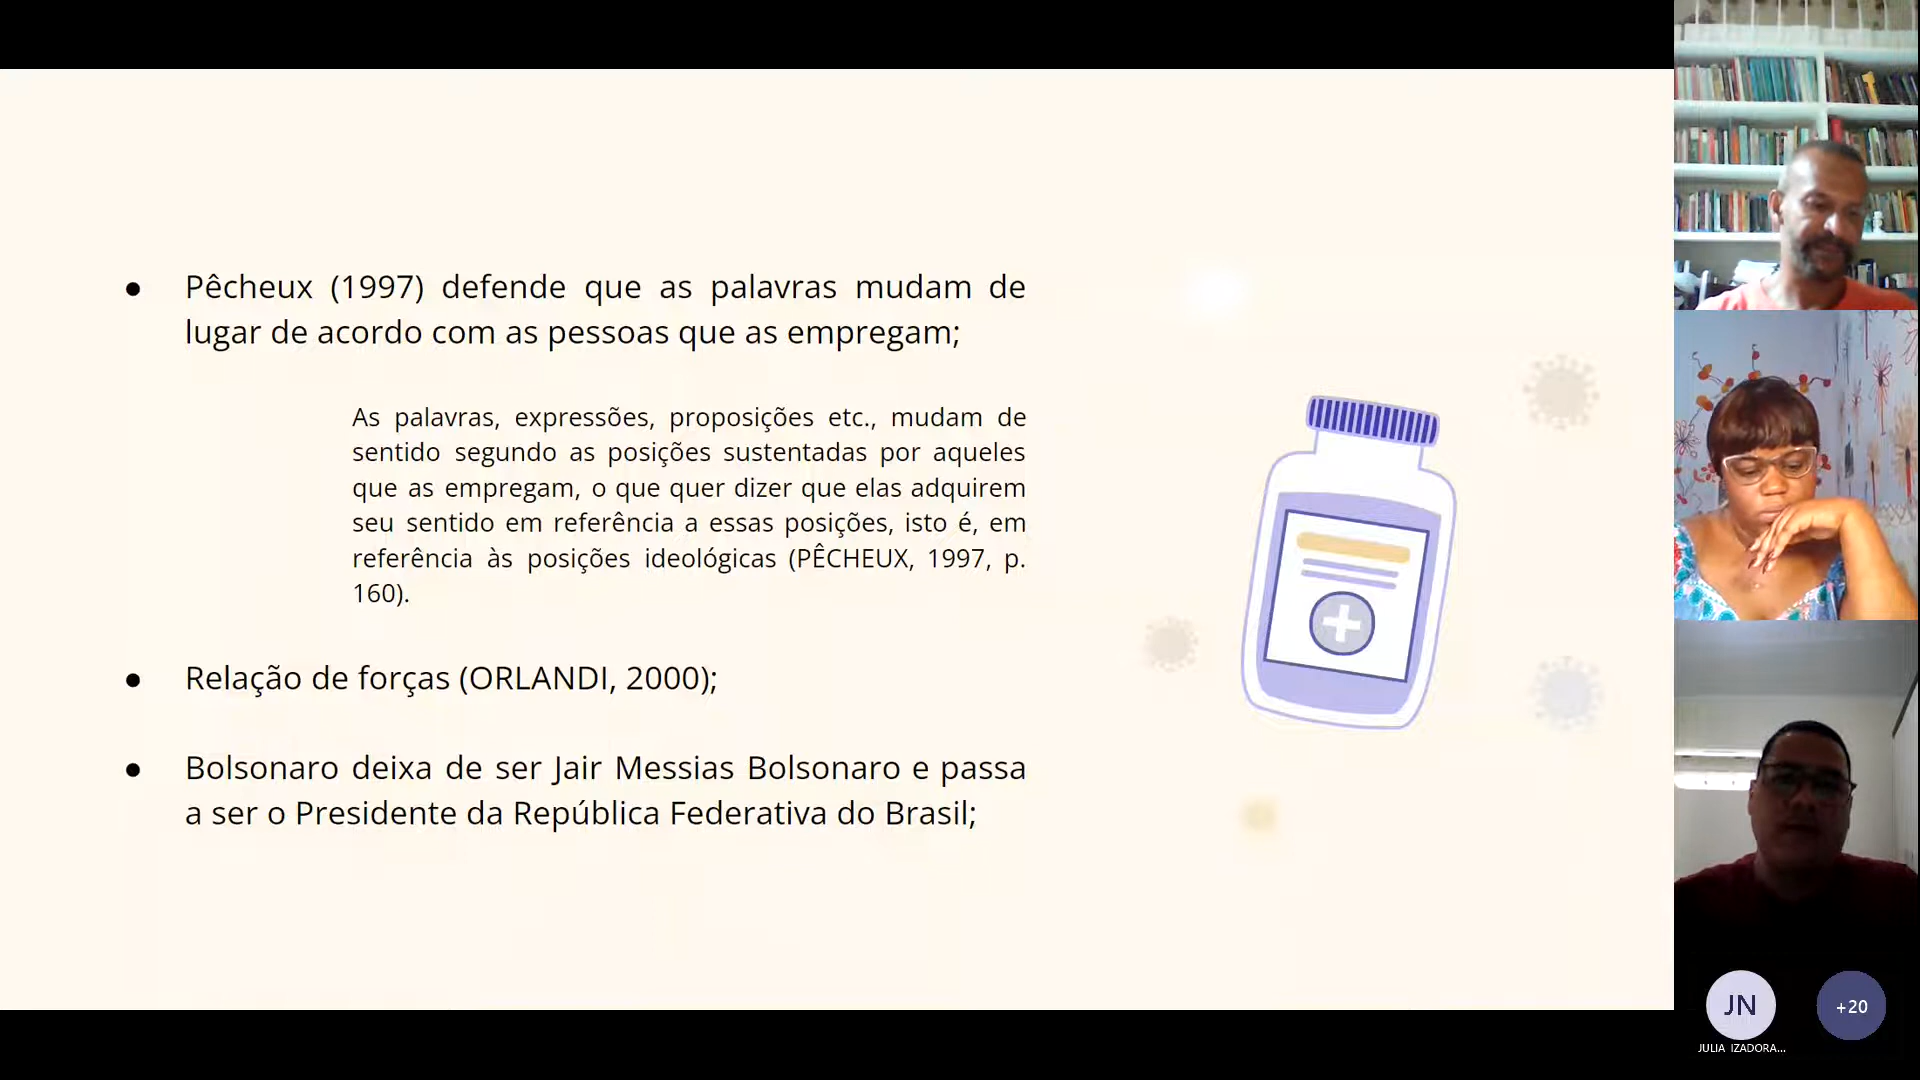 ● Pêcheux (1997) defende que as palavras mudam de
lugar de acordo com as pessoas que as empregam;
As palavras, expressões, proposições etc., mudam de
sentido segundo as posições sustentadas por aqueles
que as empregam, o que quer dizer que elas adquirem
seu sentido em referência a essas posições, isto é, em
referência às posições ideológicas (PÊCHEUX, 1997, p.
160).
● Relação de forças (ORLANDI, 2000);
● Bolsonaro deixa de ser Jair Messias Bolsonaro e passa
a ser o Presidente da República Federativa do Brasil;
JN
+20
JULIA IZADORA...